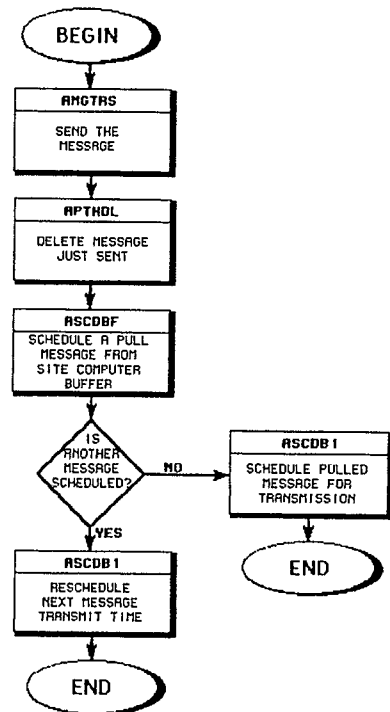 BEGIN
AMGTRS
SEND THE
MESSAGE
APTHDL
DELETE MESSAGE
JUST SENT
ASCDBF
SCHEDULE A PULL
MESSAGE FROM
SITE COMPUTER
BUFFER
IS
ANOTHER
MESSAGE
SCHEDULED?
NO
ASCDB1
SCHEDULE PULLED
MESSAGE FOR
TRANSMISSION
END
YES
ASCDB1
RESCHEDULE
NEXT MESSAGE
TRANSMIT TIME
END